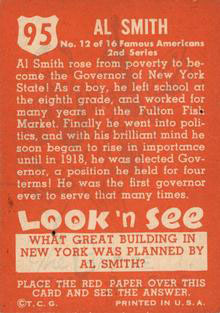 95
AL SMITH
No. 12 of 16 Famous Americans
2nd Series
Al Smith rose from poverty to be-
come the Governor of New York
State! As a boy, he left school at
the eighth grade, and worked for
many years in the Fulton Fish
Market. Finally he went into poli-
tics, and with his brilliant mind he
soon began to rise in importance
until in 1918, he was elected Gov-
ernor, a position he held for four
terms! He was the first governor
ever to serve that many times.
LOOK 'n SEE
WHAT GREAT BUILDING IN
NEW YORK WAS PLANNED BY
AL SMITH?
PLACE THE RED PAPER OVER
THIS CARD AND SEE THE ANSWER.
©T.C.G. PRINTED IN U.S.A.